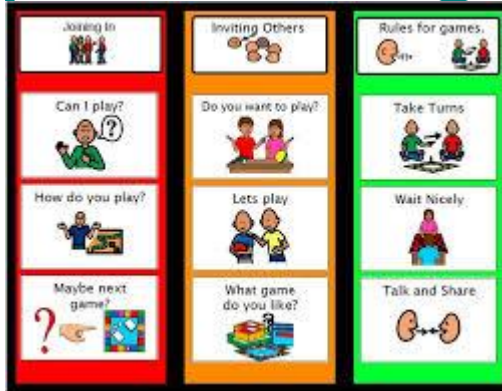 Joining In
Can I play?
How do you play?
Maybe next
game?
Inviting Others
Do you want to play?
Lets play
What game
do you like?
Rules for games.
Take Turns
Wait Nicely
Talk and Share